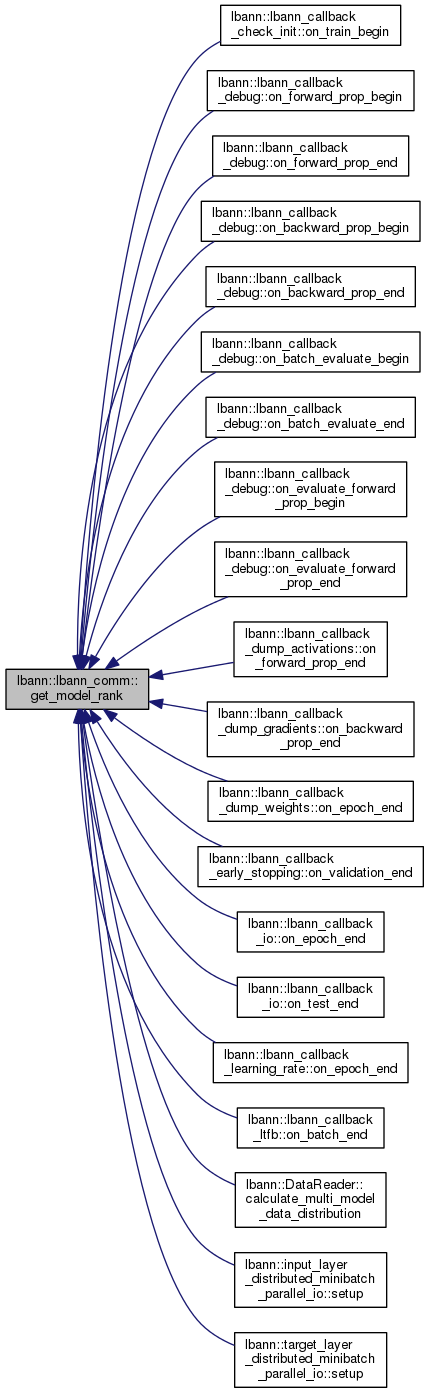 lbann::lbann_callback
_check_init::on_train_begin
lbann::lbann_callback
_debug::on_forward_prop_begin
lbann::lbann_callback
_debug::on_forward_prop_end
lbann::lbann_callback
_debug::on_backward_prop_begin
lbann::lbann_callback
_debug::on_backward_prop_end
lbann::lbann_callback
_debug::on_batch_evaluate_begin
lbann::lbann_callback
_debug::on_batch_evaluate_end
lbann::lbann_callback
_debug::on_evaluate_forward
_prop_begin
lbann::lbann_callback
_debug::on_evaluate_forward
_prop_end
lbann::lbann_callback
_dump_activations::on
_forward_prop_end
lbann::lbann_comm::
get_model_rank
lbann::lbann_callback
_dump_gradients::on_backward
_prop_end
lbann::lbann_callback
_dump_weights::on_epoch_end
lbann::lbann_callback
_early_stopping::on_validation_end
lbann::lbann_callback
_io::on_epoch_end
lbann::lbann_callback
_io::on_test_end
lbann::lbann_callback
_learning_rate::on_epoch_end
lbann::lbann_callback
_ltfb::on_batch_end
lbann::DataReader::
calculate_multi_model
_data_distribution
lbann::input_layer
_distributed_minibatch
_parallel_io::setup
lbann::target_layer
_distributed_minibatch
_parallel_io::setup